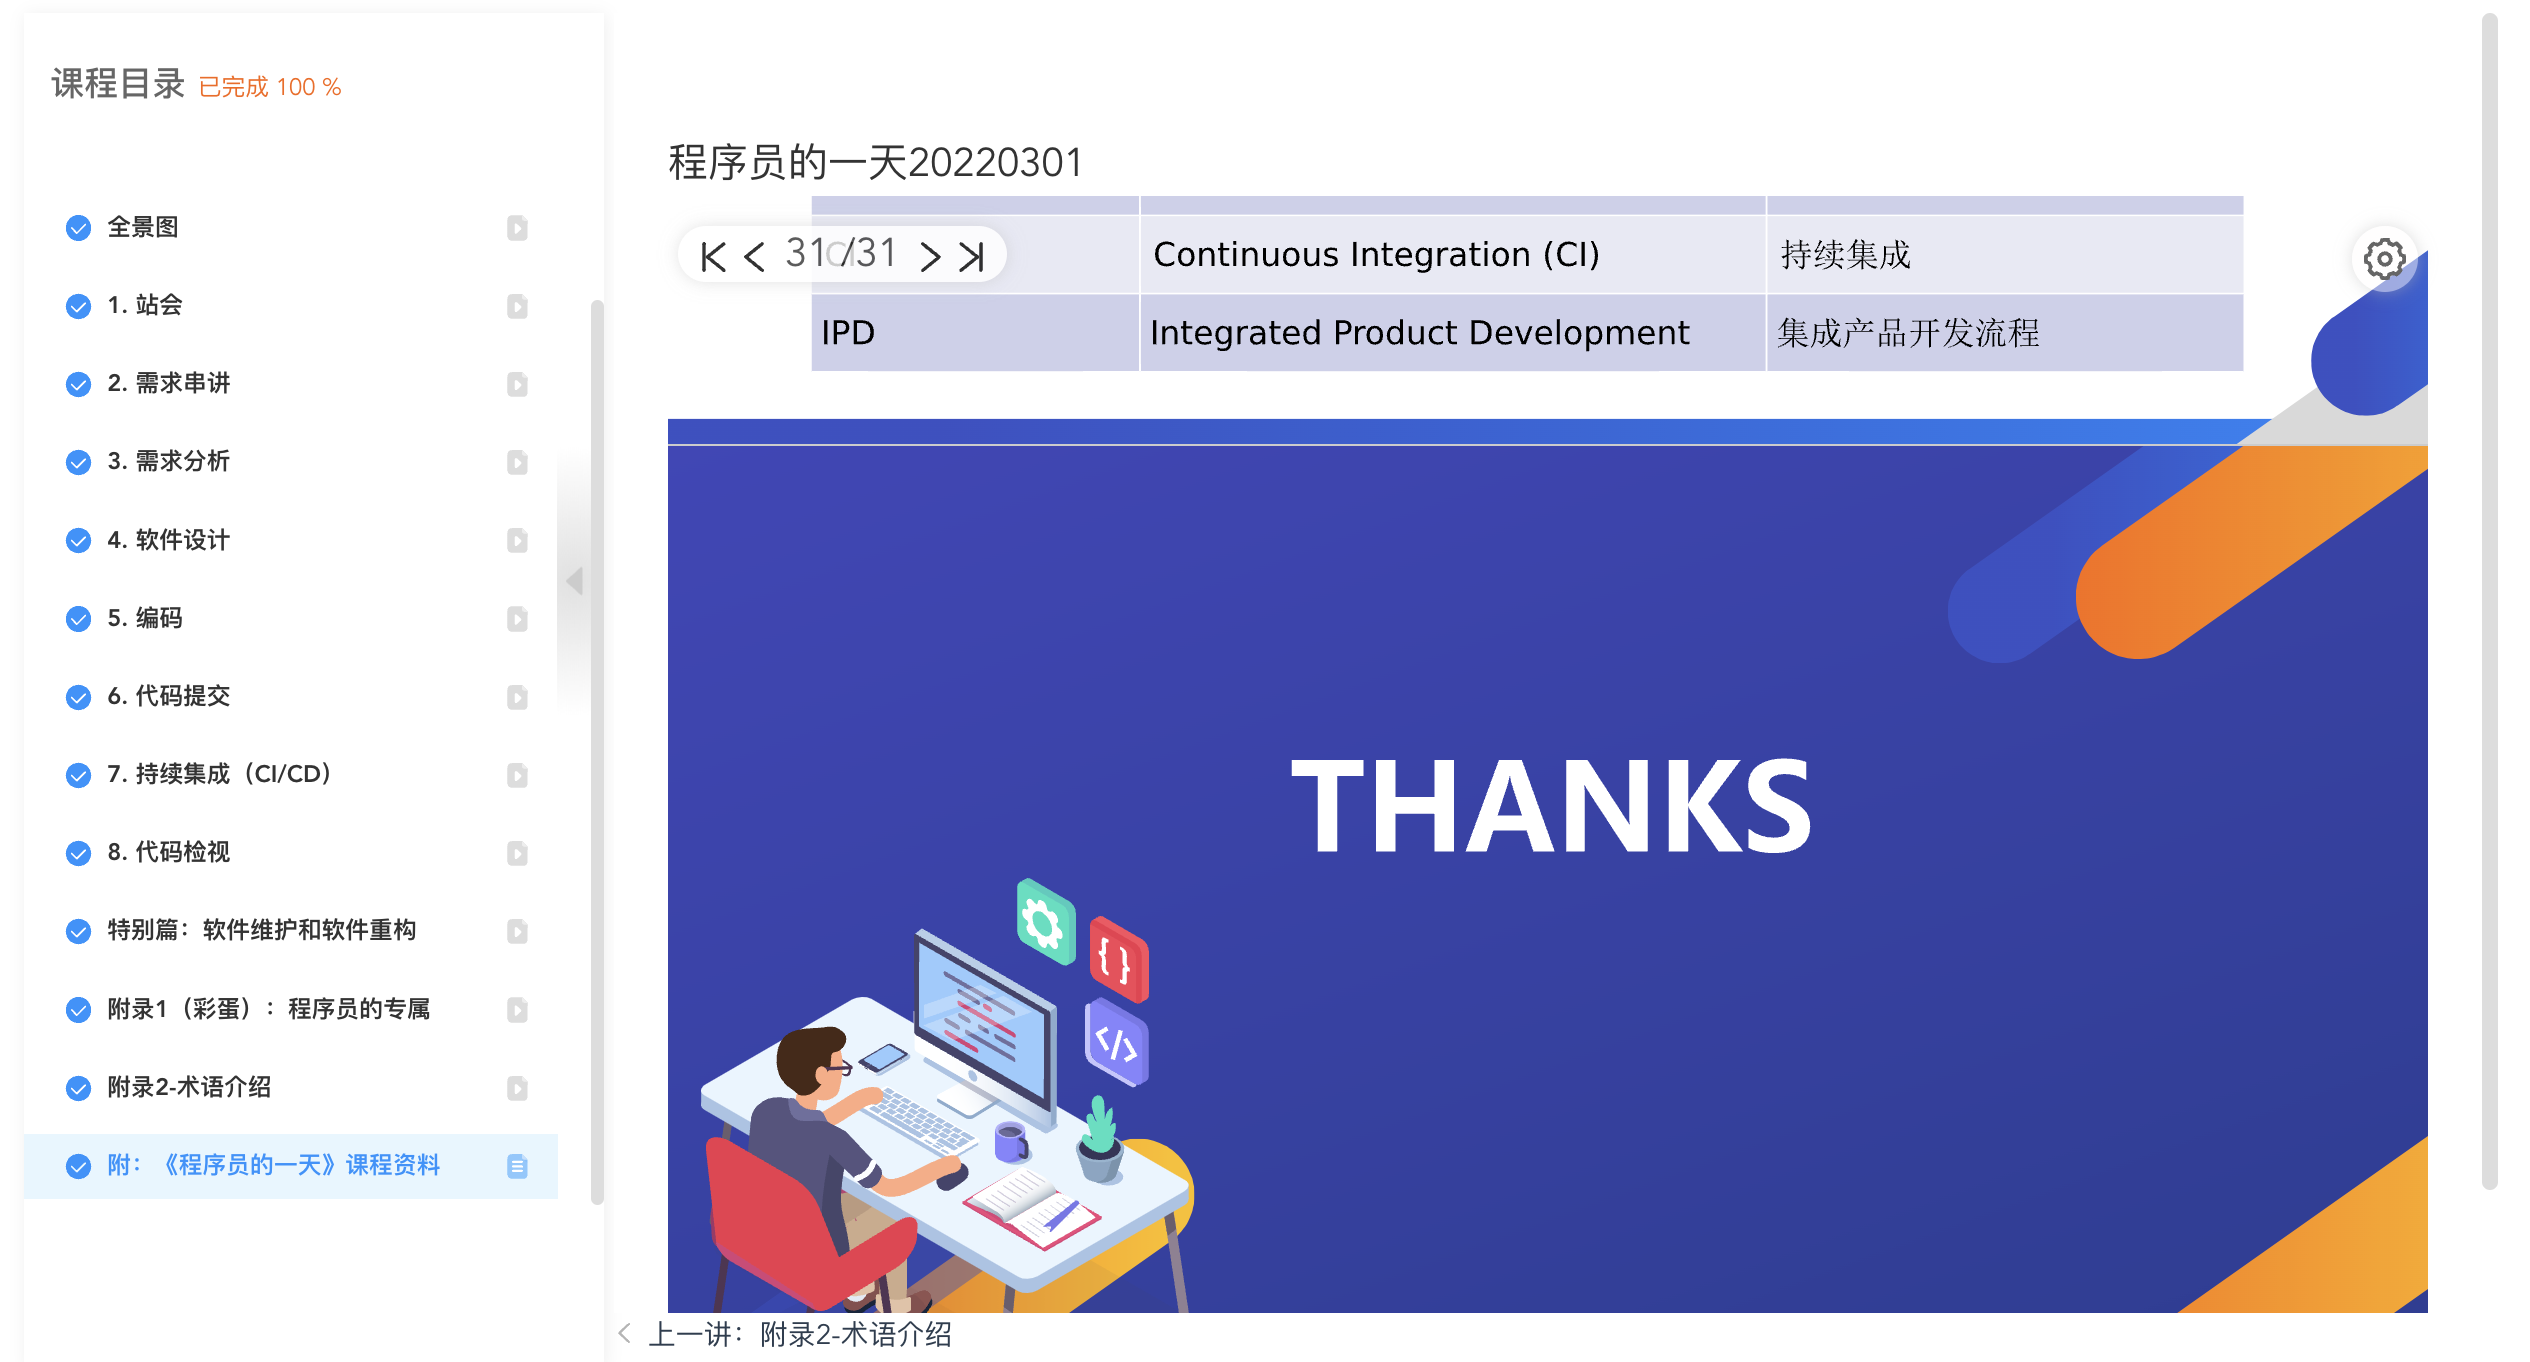 课程目录 已完成 100 %
全景图
1. 站会
2. 需求串讲
3. 需求分析
4. 软件设计
5. 编码
6. 代码提交
7. 持续集成（CI/CD）
8. 代码检视
特别篇：软件维护和软件重构
附录1（彩蛋）：程序员的专属
附录2-术语介绍
附：《程序员的一天》课程资料
程序员的一天20220301
31/31
CI Continuous Integration (CI) 持续集成
IPD Integrated Product Development 集成产品开发流程
THANKS
{ }
</>
上一讲：附录2-术语介绍